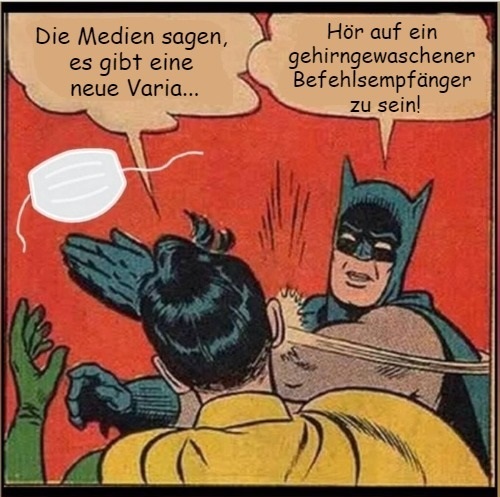 Die Medien sagen,
es gibt eine
neue Varia...
Hör auf ein
gehirngewaschener
Befehlsempfänger
zu sein!